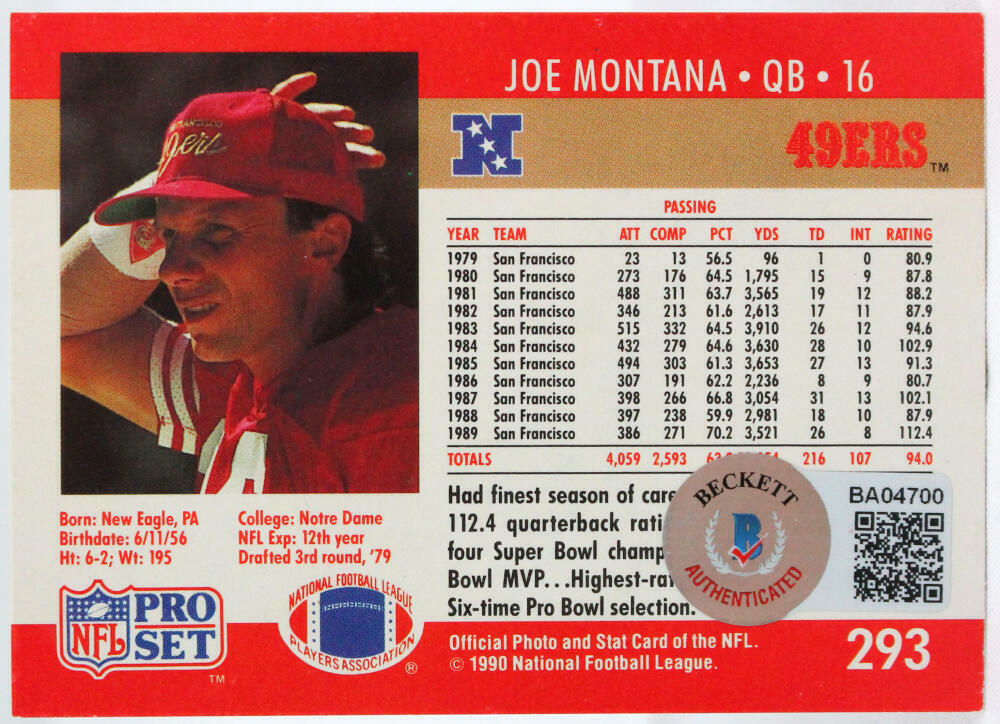 JOE MONTANA • QB • 16
N
49ERS ™
49ers
PASSING
YEAR TEAM ATT COMP PCT YDS TD INT RATING
1979 San Francisco 23 13 56.5 96 1 0 80.9
1980 San Francisco 273 176 64.5 1,795 15 9 87.8
1981 San Francisco 488 311 63.7 3,565 19 12 88.2
1982 San Francisco 346 213 61.6 2,613 17 11 87.9
1983 San Francisco 515 332 64.5 3,910 26 12 94.6
1984 San Francisco 432 279 64.6 3,630 28 10 102.9
1985 San Francisco 494 303 61.3 3,653 27 13 91.3
1986 San Francisco 307 191 62.2 2,236 8 9 80.7
1987 San Francisco 398 266 66.8 3,054 31 13 102.1
1988 San Francisco 397 238 59.9 2,981 18 10 87.9
1989 San Francisco 386 271 70.2 3,521 26 8 112.4
TOTALS 4,059 2,593 216 107 94.0
Had finest season of
112.4 quarterback
four Super Bowl
Bowl MVP...
Six-time Pro Bowl selection.
BECKETT
B
AUTHENTICATED
BA04700
Born: New Eagle, PA
Birthdate: 6/11/56
Ht: 6-2; Wt: 195
College: Notre Dame
NFL Exp: 12th year
Drafted 3rd round, '79
NFL PRO SET ™
NATIONAL FOOTBALL LEAGUE
PLAYERS ASSOCIATION ®
Official Photo and Stat Card of the NFL.
© 1990 National Football League.
293